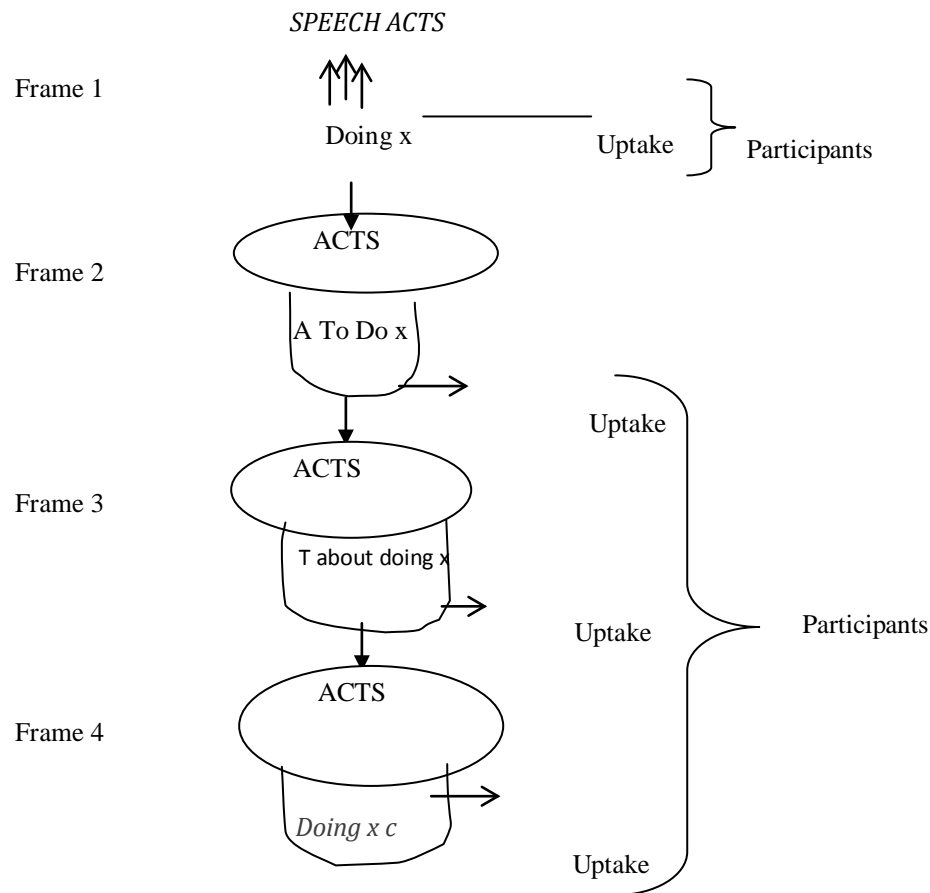 SPEECH ACTS
Frame 1
Doing x
Uptake
Participants
ACTS
Frame 2
A To Do x
Uptake
ACTS
Frame 3
T about doing x
Uptake
Participants
ACTS
Frame 4
Doing x c
Uptake